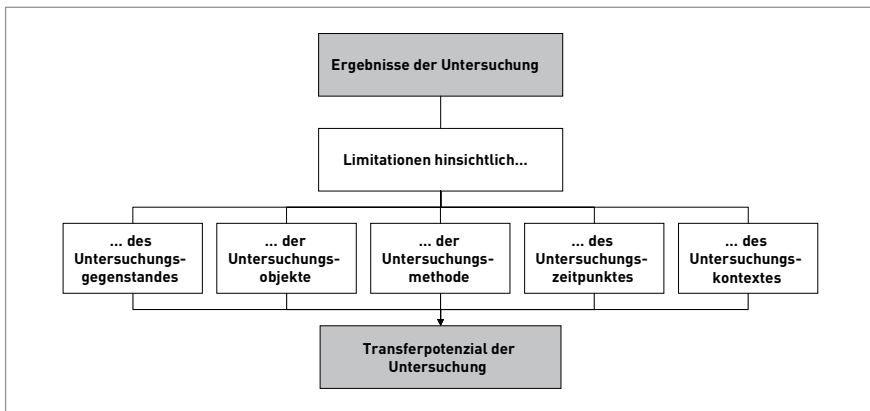 Ergebnisse der Untersuchung
Limitationen hinsichtlich...
... des
Untersuchungs-
gegenstandes
... der
Untersuchungs-
objekte
... der
Untersuchungs-
methode
... des
Untersuchungs-
zeitpunktes
... des
Untersuchungs-
kontextes
Transferpotenzial der
Untersuchung